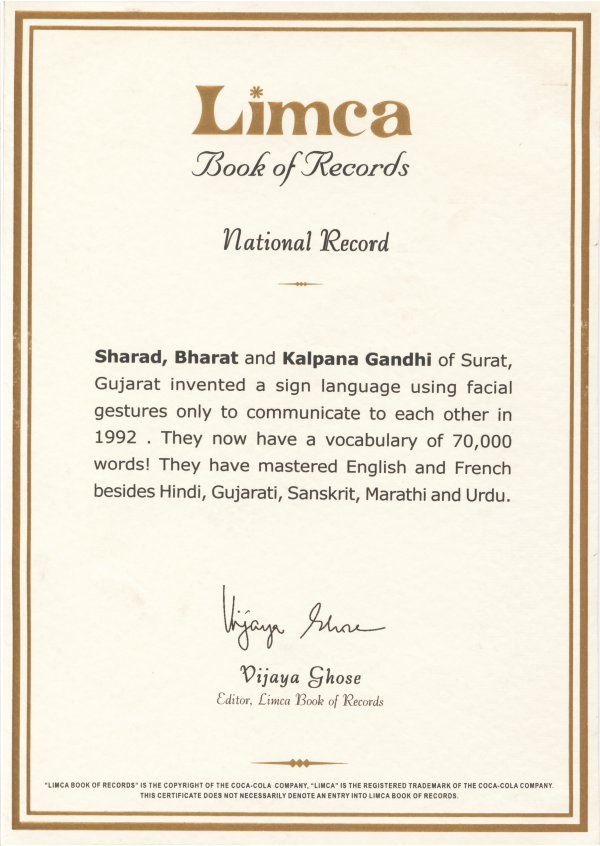 Limca
Book of Records
National Record
Sharad, Bharat and Kalpana Gandhi of Surat,
Gujarat invented a sign language using facial
gestures only to communicate to each other in
1992 . They now have a vocabulary of 70,000
words! They have mastered English and French
besides Hindi, Gujarati, Sanskrit, Marathi and Urdu.
Vijaya Ghose
Vijaya Ghose
Editor, Limca Book of Records
"LIMCA BOOK OF RECORDS" IS THE COPYRIGHT OF THE COCA-COLA COMPANY, "LIMCA" IS THE REGISTERED TRADEMARK OF THE COCA-COLA COMPANY.
THIS CERTIFICATE DOES NOT NECESSARILY DENOTE AN ENTRY INTO LIMCA BOOK OF RECORDS.